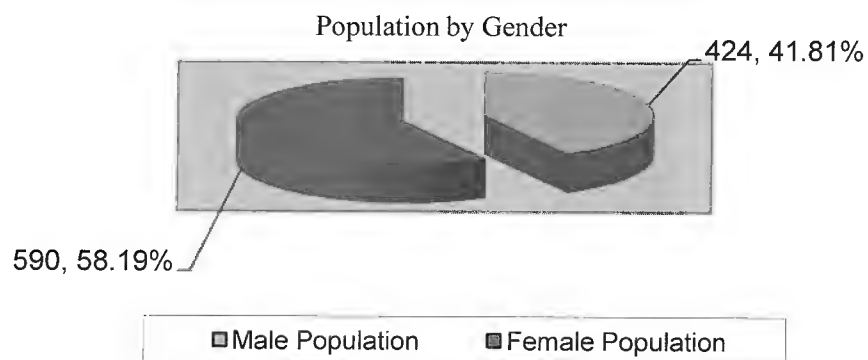 Population by Gender
424, 41.81%
590, 58.19%
Male Population Female Population